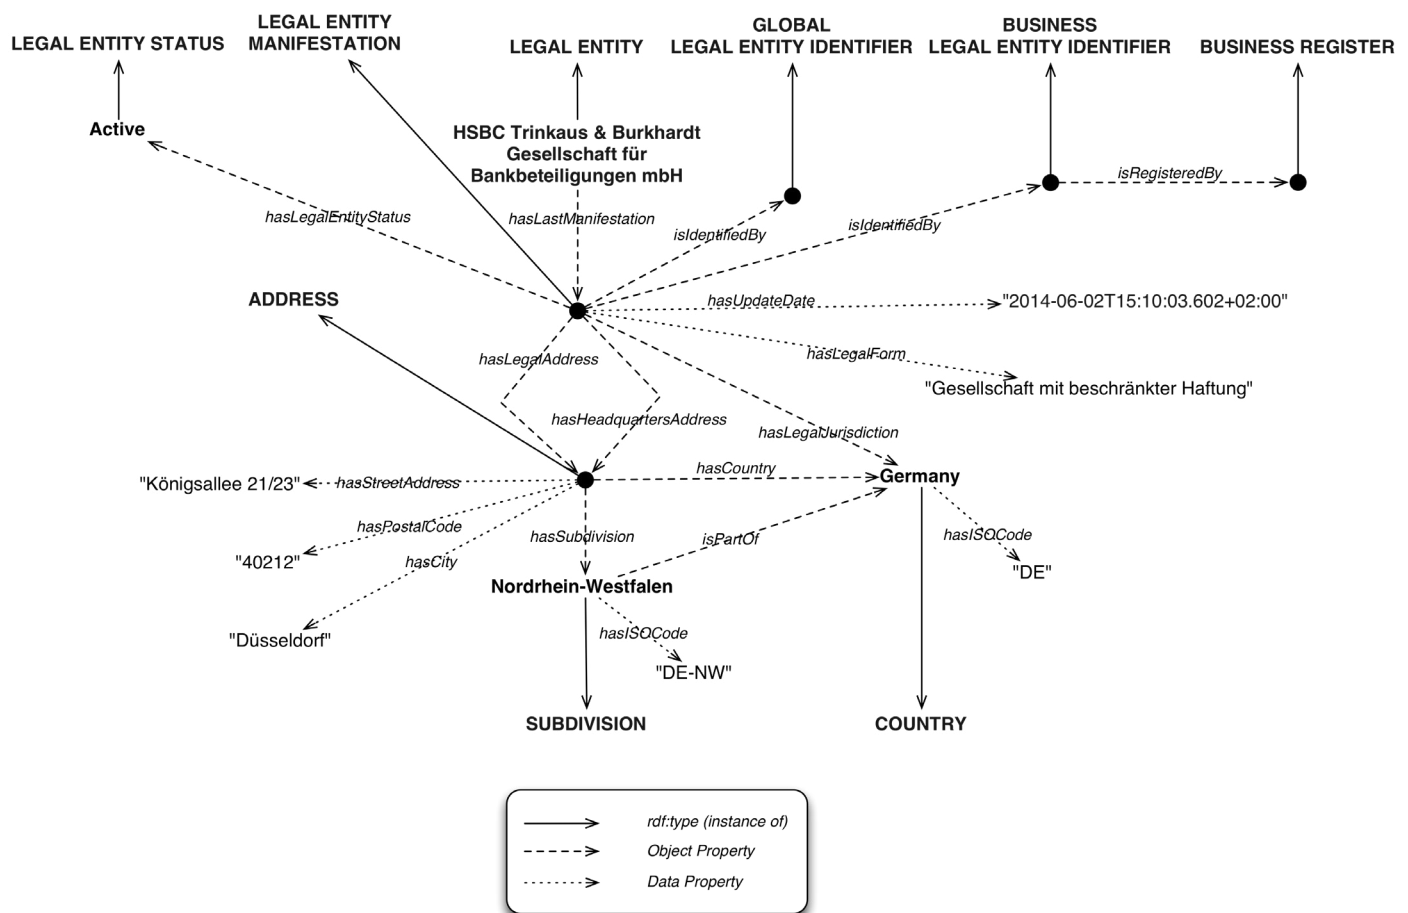 LEGAL ENTITY STATUS
LEGAL ENTITY
MANIFESTATION
LEGAL ENTITY
GLOBAL
LEGAL ENTITY IDENTIFIER
BUSINESS
LEGAL ENTITY IDENTIFIER
BUSINESS REGISTER
Active
HSBC Trinkaus & Burkhardt
Gesellschaft für
Bankbeteiligungen mbH
isRegisteredBy
hasLegalEntityStatus
hasLastManifestation
isIdentifiedBy
isIdentifiedBy
ADDRESS
hasUpdateDate
"2014-06-02T15:10:03.602+02:00"
hasLegalAddress
hasLegalForm
"Gesellschaft mit beschränkter Haftung"
hasHeadquartersAddress
hasLegalJurisdiction
"Königsallee 21/23"
hasStreetAddress
hasCountry
Germany
hasPostalCode
"40212"
hasCity
hasSubdivision
isPartOf
hasISOCode
"DE"
Nordrhein-Westfalen
"Düsseldorf"
hasISOCode
"DE-NW"
SUBDIVISION
COUNTRY
rdf:type (instance of)
Object Property
Data Property